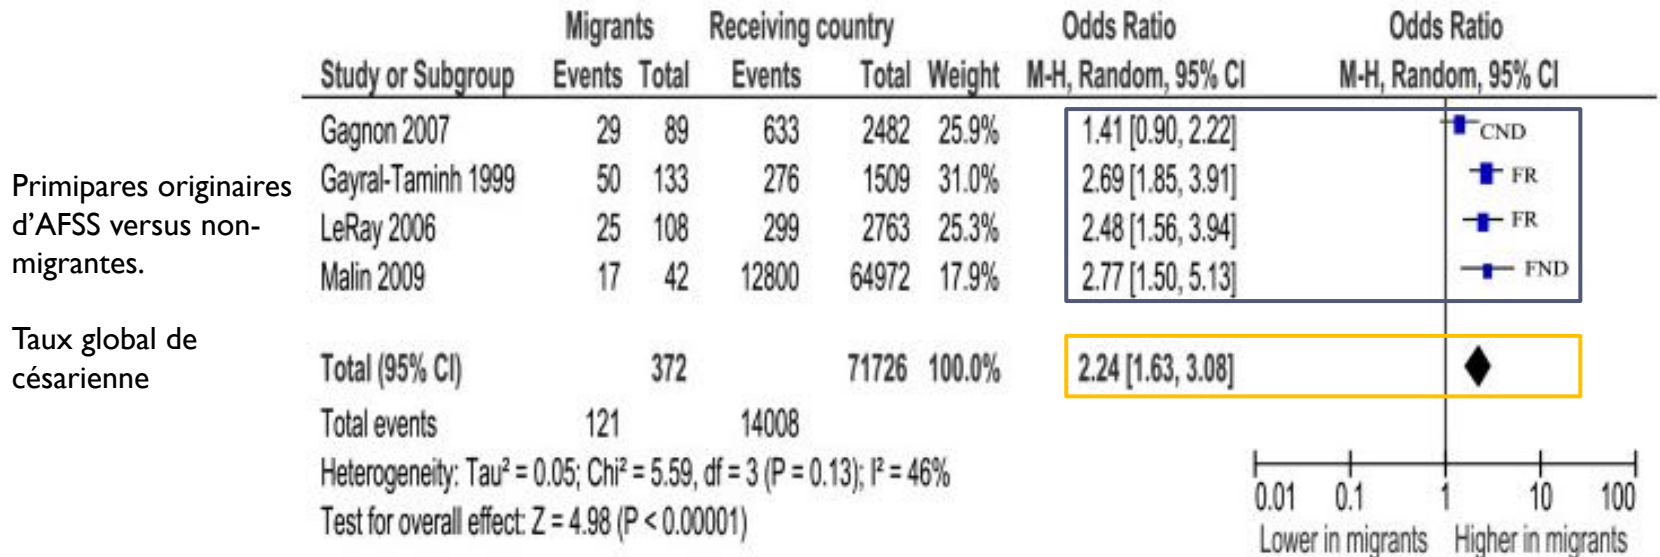 Migrants Receiving country Odds Ratio Odds Ratio
Study or Subgroup Events Total Events Total Weight M-H, Random, 95% CI M-H, Random, 95% CI
Gagnon 2007 29 89 633 2482 25.9% 1.41 [0.90, 2.22] CND
Gayral-Taminh 1999 50 133 276 1509 31.0% 2.69 [1.85, 3.91] FR
LeRay 2006 25 108 299 2763 25.3% 2.48 [1.56, 3.94] FR
Malin 2009 17 42 12800 64972 17.9% 2.77 [1.50, 5.13] FND
Primipares originaires
d’AFSS versus non-
migrantes.
Taux global de
césarienne
Total (95% CI) 372 71726 100.0% 2.24 [1.63, 3.08]
Total events 121 14008
Heterogeneity: Tau² = 0.05; Chi² = 5.59, df = 3 (P = 0.13); I² = 46%
Test for overall effect: Z = 4.98 (P < 0.00001)
0.01 0.1 1 10 100
Lower in migrants Higher in migrants